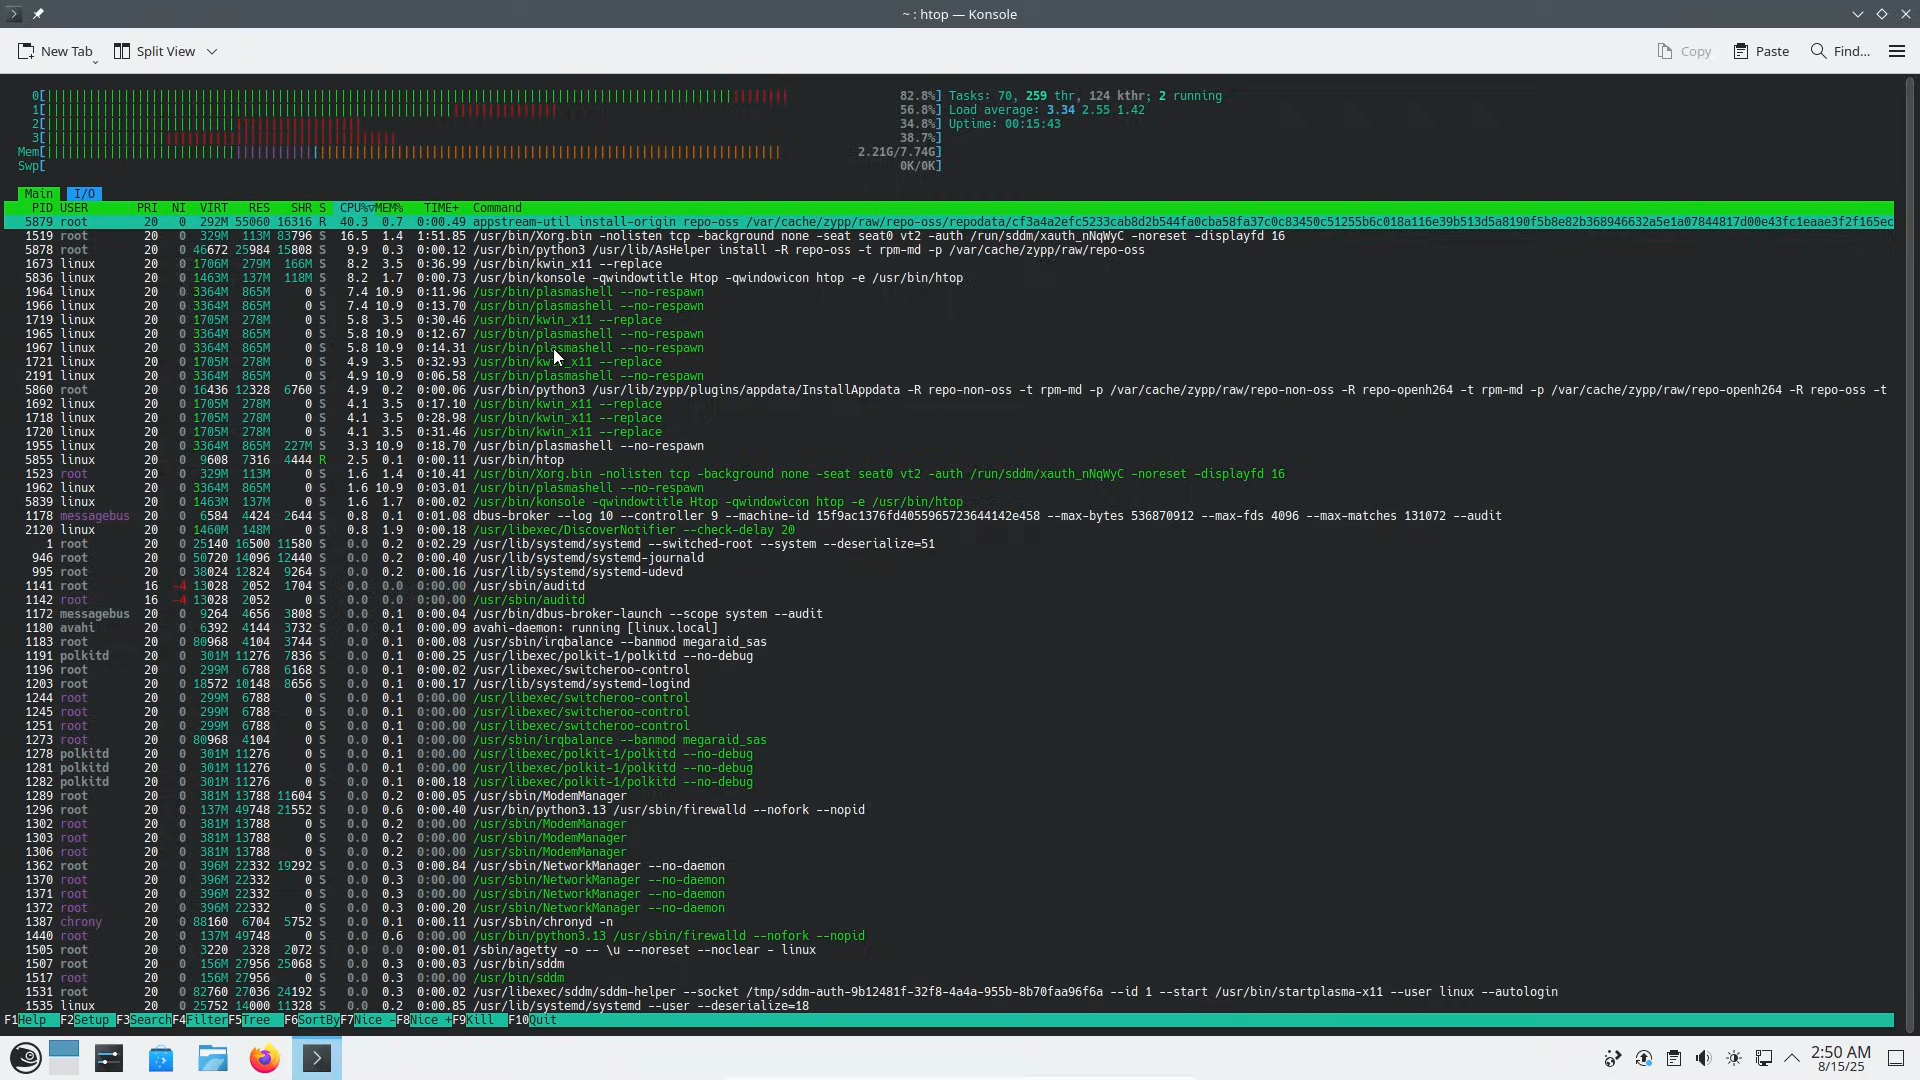 ~ : htop — Konsole
New Tab
Split View
Copy
Paste
Find...
0[ 82.8%] Tasks: 70, 259 thr, 124 kthr; 2 running
1[ 56.8%] Load average: 3.34 2.55 1.42
2[ 34.8%] Uptime: 00:15:43
3[ 38.7%]
Mem[ 2.21G/7.74G]
Swp[ 0K/0K]
Main I/O
PID USER PRI NI VIRT RES SHR S CPU%▽MEM% TIME+ Command
5879 root 20 0 292M 55060 16316 R 40.3 0.7 0:00.49 appstream-util install-origin repo-oss /var/cache/zypp/raw/repo-oss/repodata/cf3a4a2efc5233cab8d2b544fa0cba58fa37c0c83450c51255b6c018a116e39b513d5a8190f5b8e82b368946632a5e1a07844817d00e43fc1eaae3f2f165ec
1519 root 20 0 329M 113M 83796 S 16.5 1.4 1:51.85 /usr/bin/Xorg.bin -nolisten tcp -background none -seat seat0 vt2 -auth /run/sddm/xauth_nNqWyC -noreset -displayfd 16
5878 root 20 0 46672 25984 15808 S 9.9 0.3 0:00.12 /usr/bin/python3 /usr/lib/AsHelper install -R repo-oss -t rpm-md -p /var/cache/zypp/raw/repo-oss
1673 linux 20 0 1706M 279M 166M S 8.2 3.5 0:36.99 /usr/bin/kwin_x11 --replace
5836 linux 20 0 1463M 137M 118M S 8.2 1.7 0:00.73 /usr/bin/konsole -qwindowtitle Htop -qwindowicon htop -e /usr/bin/htop
1964 linux 20 0 3364M 865M 0 S 7.4 10.9 0:11.96 /usr/bin/plasmashell --no-respawn
1966 linux 20 0 3364M 865M 0 S 7.4 10.9 0:13.70 /usr/bin/plasmashell --no-respawn
1719 linux 20 0 1705M 278M 0 S 5.8 3.5 0:30.46 /usr/bin/kwin_x11 --replace
1965 linux 20 0 3364M 865M 0 S 5.8 10.9 0:12.67 /usr/bin/plasmashell --no-respawn
1967 linux 20 0 3364M 865M 0 S 5.8 10.9 0:14.31 /usr/bin/plasmashell --no-respawn
1721 linux 20 0 1705M 278M 0 S 4.9 3.5 0:32.93 /usr/bin/kwin_x11 --replace
2191 linux 20 0 3364M 865M 0 S 4.9 10.9 0:06.58 /usr/bin/plasmashell --no-respawn
5860 root 20 0 16436 12328 6760 S 4.9 0.2 0:00.06 /usr/bin/python3 /usr/lib/zypp/plugins/appdata/InstallAppdata -R repo-non-oss -t rpm-md -p /var/cache/zypp/raw/repo-non-oss -R repo-openh264 -t rpm-md -p /var/cache/zypp/raw/repo-openh264 -R repo-oss -t
1692 linux 20 0 1705M 278M 0 S 4.1 3.5 0:17.10 /usr/bin/kwin_x11 --replace
1718 linux 20 0 1705M 278M 0 S 4.1 3.5 0:28.98 /usr/bin/kwin_x11 --replace
1720 linux 20 0 1705M 278M 0 S 4.1 3.5 0:31.46 /usr/bin/kwin_x11 --replace
1955 linux 20 0 3364M 865M 227M S 3.3 10.9 0:18.70 /usr/bin/plasmashell --no-respawn
5855 linux 20 0 9608 7316 4444 R 2.5 0.1 0:00.11 /usr/bin/htop
1523 root 20 0 329M 113M 0 S 1.6 1.4 0:10.41 /usr/bin/Xorg.bin -nolisten tcp -background none -seat seat0 vt2 -auth /run/sddm/xauth_nNqWyC -noreset -displayfd 16
1962 linux 20 0 3364M 865M 0 S 1.6 10.9 0:03.01 /usr/bin/plasmashell --no-respawn
5839 linux 20 0 1463M 137M 0 S 1.6 1.7 0:00.02 /usr/bin/konsole -qwindowtitle Htop -qwindowicon htop -e /usr/bin/htop
1178 messagebus 20 0 6584 4424 2644 S 0.8 0.1 0:01.08 dbus-broker --log 10 --controller 9 --machine-id 15f9ac1376fd4055965723644142e458 --max-bytes 536870912 --max-fds 4096 --max-matches 131072 --audit
2120 linux 20 0 1460M 148M 0 S 0.8 1.9 0:00.18 /usr/libexec/DiscoverNotifier --check-delay 20
1 root 20 0 25140 16500 11580 S 0.0 0.2 0:02.29 /usr/lib/systemd/systemd --switched-root --system --deserialize=51
946 root 20 0 50720 14096 12440 S 0.0 0.2 0:00.40 /usr/lib/systemd/systemd-journald
995 root 20 0 38024 12824 9264 S 0.0 0.2 0:00.16 /usr/lib/systemd/systemd-udevd
1141 root 16 -4 13028 2052 1704 S 0.0 0.0 0:00.00 /usr/sbin/auditd
1142 root 16 -4 13028 2052 0 S 0.0 0.0 0:00.00 /usr/sbin/auditd
1172 messagebus 20 0 9264 4656 3808 S 0.0 0.1 0:00.04 /usr/bin/dbus-broker-launch --scope system --audit
1180 avahi 20 0 6392 4144 3732 S 0.0 0.1 0:00.09 avahi-daemon: running [linux.local]
1183 root 20 0 80968 4104 3744 S 0.0 0.1 0:00.08 /usr/sbin/irqbalance --banmod megaraid_sas
1191 polkitd 20 0 301M 11276 7836 S 0.0 0.1 0:00.25 /usr/libexec/polkit-1/polkitd --no-debug
1196 root 20 0 299M 6788 6168 S 0.0 0.1 0:00.02 /usr/libexec/switcheroo-control
1203 root 20 0 18572 10148 8656 S 0.0 0.1 0:00.17 /usr/lib/systemd/systemd-logind
1244 root 20 0 299M 6788 0 S 0.0 0.1 0:00.00 /usr/libexec/switcheroo-control
1245 root 20 0 299M 6788 0 S 0.0 0.1 0:00.00 /usr/libexec/switcheroo-control
1251 root 20 0 299M 6788 0 S 0.0 0.1 0:00.00 /usr/libexec/switcheroo-control
1273 root 20 0 80968 4104 0 S 0.0 0.1 0:00.00 /usr/sbin/irqbalance --banmod megaraid_sas
1278 polkitd 20 0 301M 11276 0 S 0.0 0.1 0:00.00 /usr/libexec/polkit-1/polkitd --no-debug
1281 polkitd 20 0 301M 11276 0 S 0.0 0.1 0:00.00 /usr/libexec/polkit-1/polkitd --no-debug
1282 polkitd 20 0 301M 11276 0 S 0.0 0.1 0:00.18 /usr/libexec/polkit-1/polkitd --no-debug
1289 root 20 0 381M 13788 11604 S 0.0 0.2 0:00.05 /usr/sbin/ModemManager
1296 root 20 0 137M 49748 21552 S 0.0 0.6 0:00.40 /usr/bin/python3.13 /usr/sbin/firewalld --nofork --nopid
1302 root 20 0 381M 13788 0 S 0.0 0.2 0:00.00 /usr/sbin/ModemManager
1303 root 20 0 381M 13788 0 S 0.0 0.2 0:00.00 /usr/sbin/ModemManager
1306 root 20 0 381M 13788 0 S 0.0 0.2 0:00.00 /usr/sbin/ModemManager
1362 root 20 0 396M 22332 19292 S 0.0 0.3 0:00.84 /usr/sbin/NetworkManager --no-daemon
1370 root 20 0 396M 22332 0 S 0.0 0.3 0:00.00 /usr/sbin/NetworkManager --no-daemon
1371 root 20 0 396M 22332 0 S 0.0 0.3 0:00.00 /usr/sbin/NetworkManager --no-daemon
1372 root 20 0 396M 22332 0 S 0.0 0.3 0:00.20 /usr/sbin/NetworkManager --no-daemon
1387 chrony 20 0 88160 6704 5752 S 0.0 0.1 0:00.11 /usr/sbin/chronyd -n
1440 root 20 0 137M 49748 0 S 0.0 0.6 0:00.00 /usr/bin/python3.13 /usr/sbin/firewalld --nofork --nopid
1505 root 20 0 3220 2328 2072 S 0.0 0.0 0:00.01 /sbin/agetty -o -- \u --noreset --noclear - linux
1507 root 20 0 156M 27956 25068 S 0.0 0.3 0:00.03 /usr/bin/sddm
1517 root 20 0 156M 27956 0 S 0.0 0.3 0:00.00 /usr/bin/sddm
1531 root 20 0 82760 27036 24192 S 0.0 0.3 0:00.02 /usr/libexec/sddm/sddm-helper --socket /tmp/sddm-auth-9b12481f-32f8-4a4a-955b-8b70faa96f6a --id 1 --start /usr/bin/startplasma-x11 --user linux --autologin
1535 linux 20 0 25752 14000 11328 S 0.0 0.2 0:00.85 /usr/lib/systemd/systemd --user --deserialize=18
F1Help F2Setup F3SearchF4FilterF5Tree F6SortByF7Nice -F8Nice +F9Kill F10Quit
2:50 AM
8/15/25